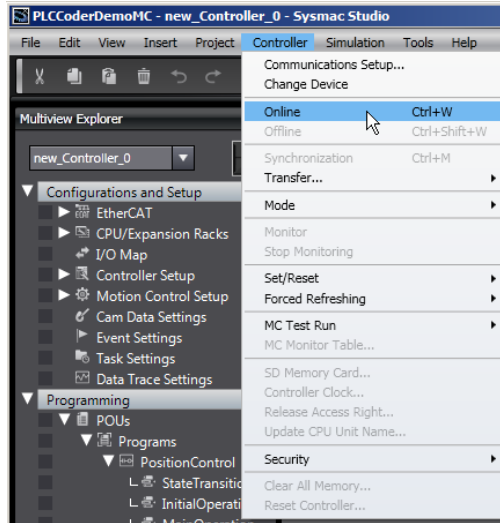 PLCCoderDemoMC - new_Controller_0 - Sysmac Studio
File Edit View Insert Project Controller Simulation Tools Help
Communications Setup...
Change Device
Multiview Explorer
Online Ctrl+W
Offline Ctrl+Shift+W
new_Controller_0
Synchronization Ctrl+M
Transfer...
Configurations and Setup
Mode
EtherCAT
CPU/Expansion Racks
Monitor
I/O Map
Stop Monitoring
Controller Setup
Set/Reset
Motion Control Setup
Forced Refreshing
Cam Data Settings
MC Test Run
Event Settings
MC Monitor Table...
Task Settings
SD Memory Card...
Data Trace Settings
Controller Clock...
Programming
Release Access Right...
POUs
Update CPU Unit Name...
Programs
PositionControl
Security
StateTransitic
Clear All Memory...
InitialOperati
Reset Controller...